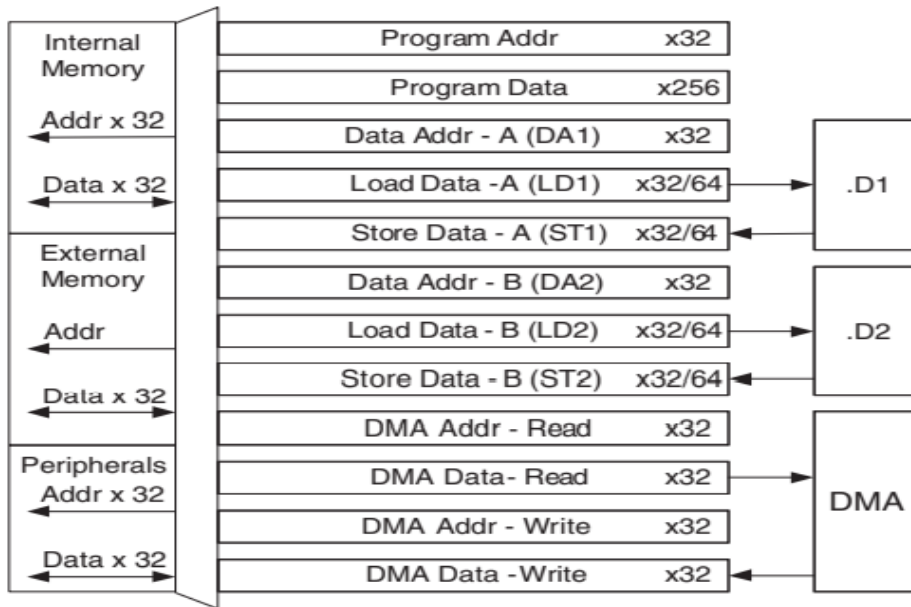 Internal
Memory
Addr x 32
Data x 32
External
Memory
Addr
Data x 32
Peripherals
Addr x 32
Data x 32
Program Addr x32
Program Data x256
Data Addr - A (DA1) x32
Load Data -A (LD1) x32/64
Store Data - A (ST1) x32/64
Data Addr - B (DA2) x32
Load Data - B (LD2) x32/64
Store Data - B (ST2) x32/64
DMA Addr - Read x32
DMA Data- Read x32
DMA Addr - Write x32
DMA Data -Write x32
.D1
.D2
DMA